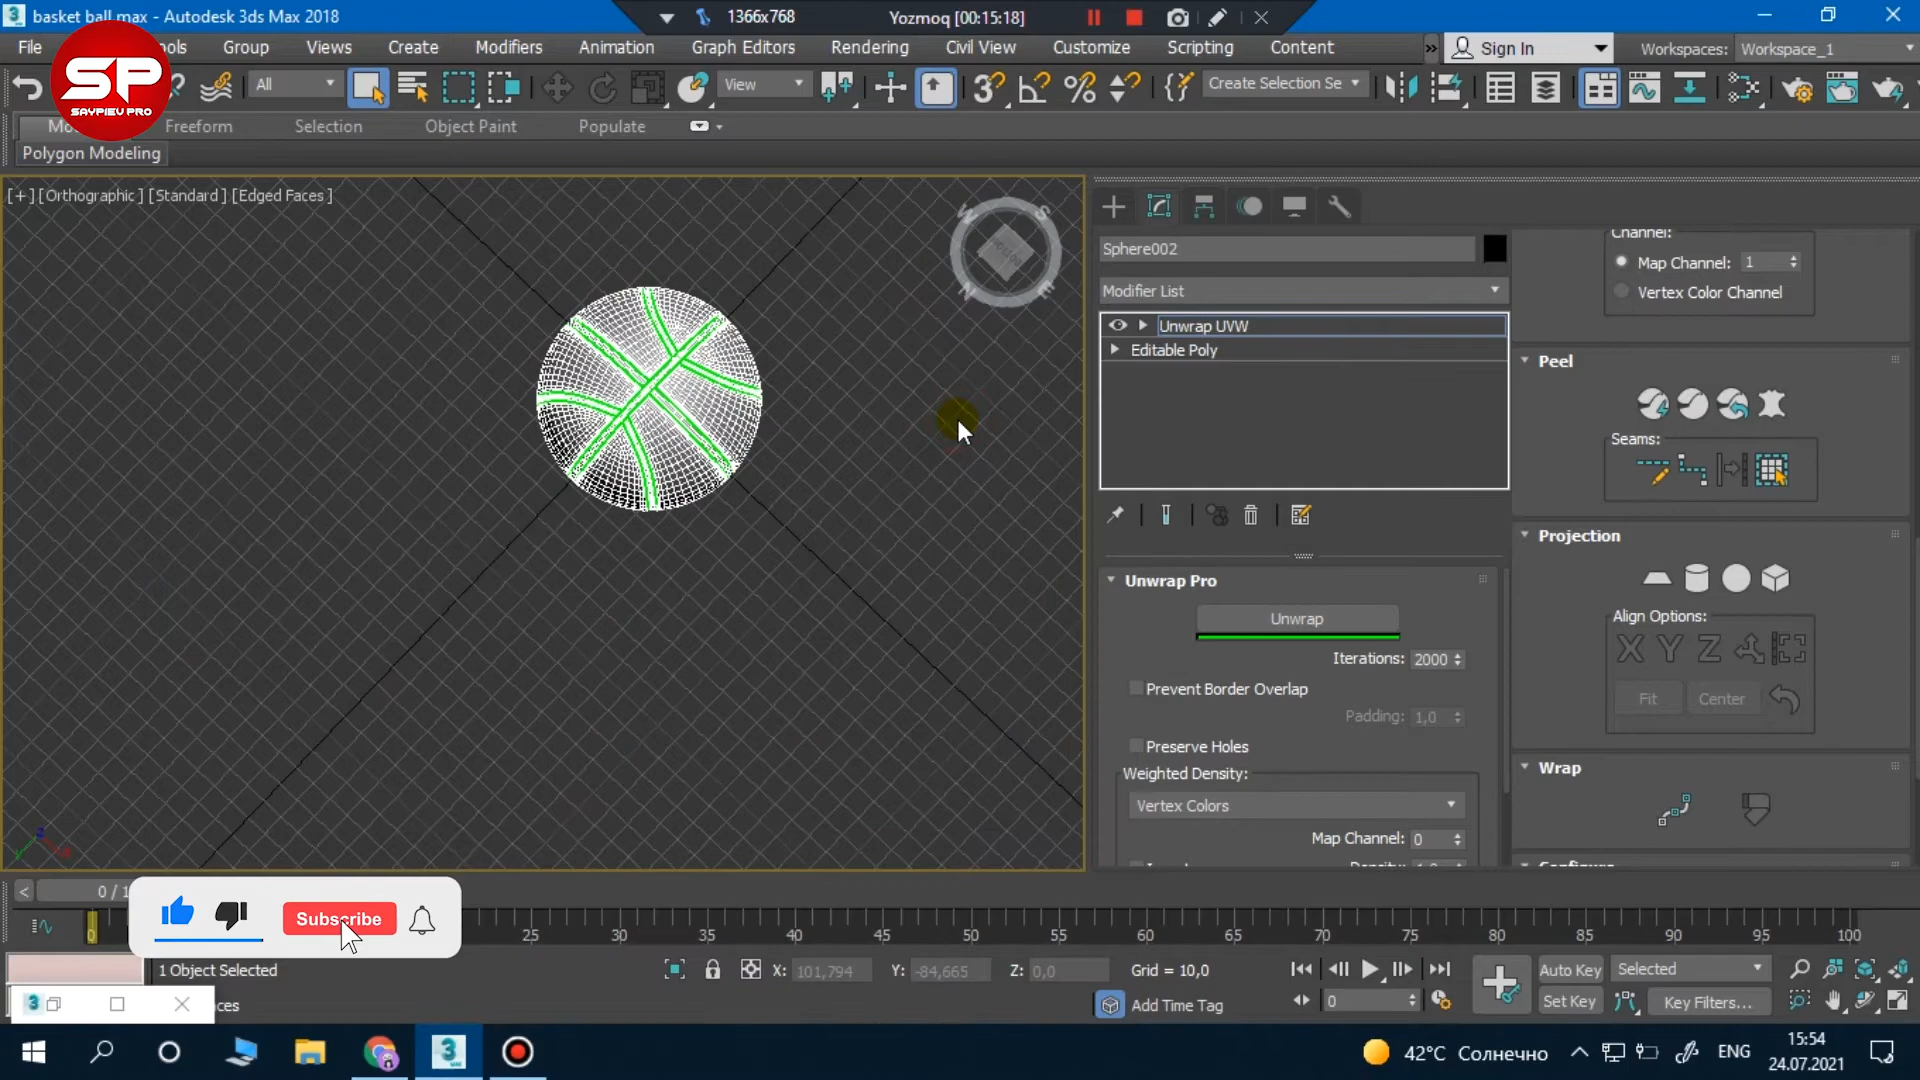 basket ball.max - Autodesk 3ds Max 2018
1366x768
Yozmoq [00:15:18]
File
Group
Views
Create
Modifiers
Animation
Graph Editors
Rendering
Civil View
Customize
Scripting
Content
Sign In
Workspaces: Workspace_1
SP
SAYPIEV PRO
All
View
Create Selection Se
Freeform
Selection
Object Paint
Populate
Polygon Modeling
[+] [Orthographic ] [Standard ] [Edged Faces ]
W S N E
Sphere002
Modifier List
Unwrap UVW
Editable Poly
Unwrap Pro
Unwrap
Iterations: 2000
Prevent Border Overlap
Padding: 1,0
Preserve Holes
Weighted Density:
Vertex Colors
Map Channel: 0
Channel:
Map Channel: 1
Vertex Color Channel
Peel
Seams:
Projection
Align Options:
X Y Z
Fit
Center
Wrap
Configure
0 / 1
Subscribe
0
25 30 35 40 45 50 55 60 65 70 75 80 85 90 95 100
1 Object Selected
X: 101,794
Y: -84,665
Z: 0,0
Grid = 10,0
Add Time Tag
0
Auto Key
Selected
Set Key
Key Filters...
3
42°C Солнечно
ENG
15:54
24.07.2021